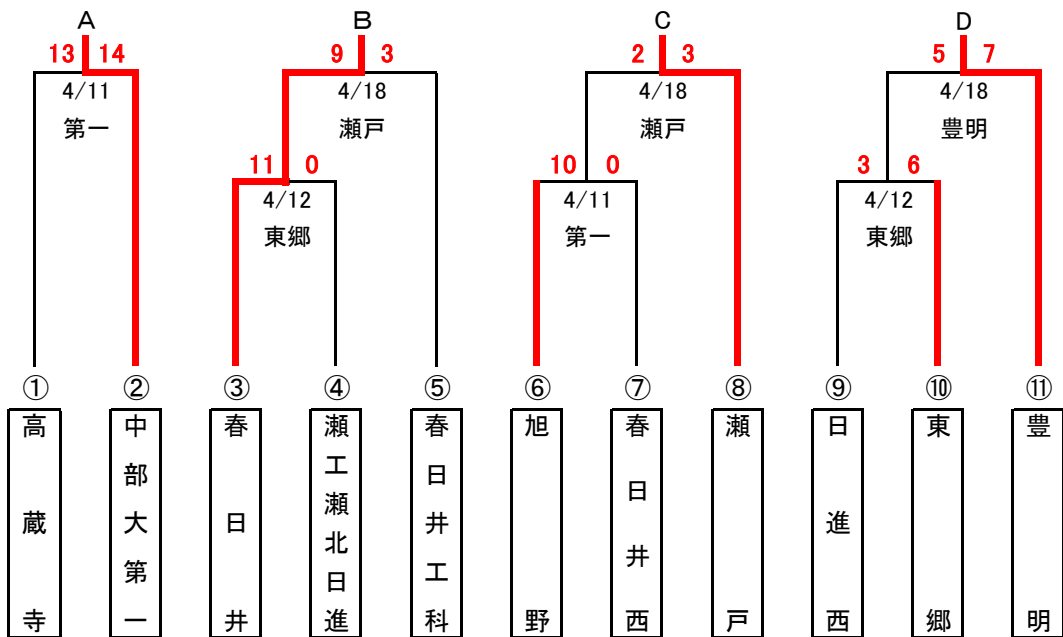 A B C D
13 14 9 3 2 3 5 7
4/11 4/18 4/18 4/18
第一 瀬戸 瀬戸 豊明
11 0 10 0 3 6
4/12 4/11 4/12
東郷 第一 東郷
① ② ③ ④ ⑤ ⑥ ⑦ ⑧ ⑨ ⑩ ⑪
高蔵寺
中部大第一
春日井
瀬工瀬北日進
春日井工科
旭野
春日井西
瀬戸
日進西
東郷
豊明